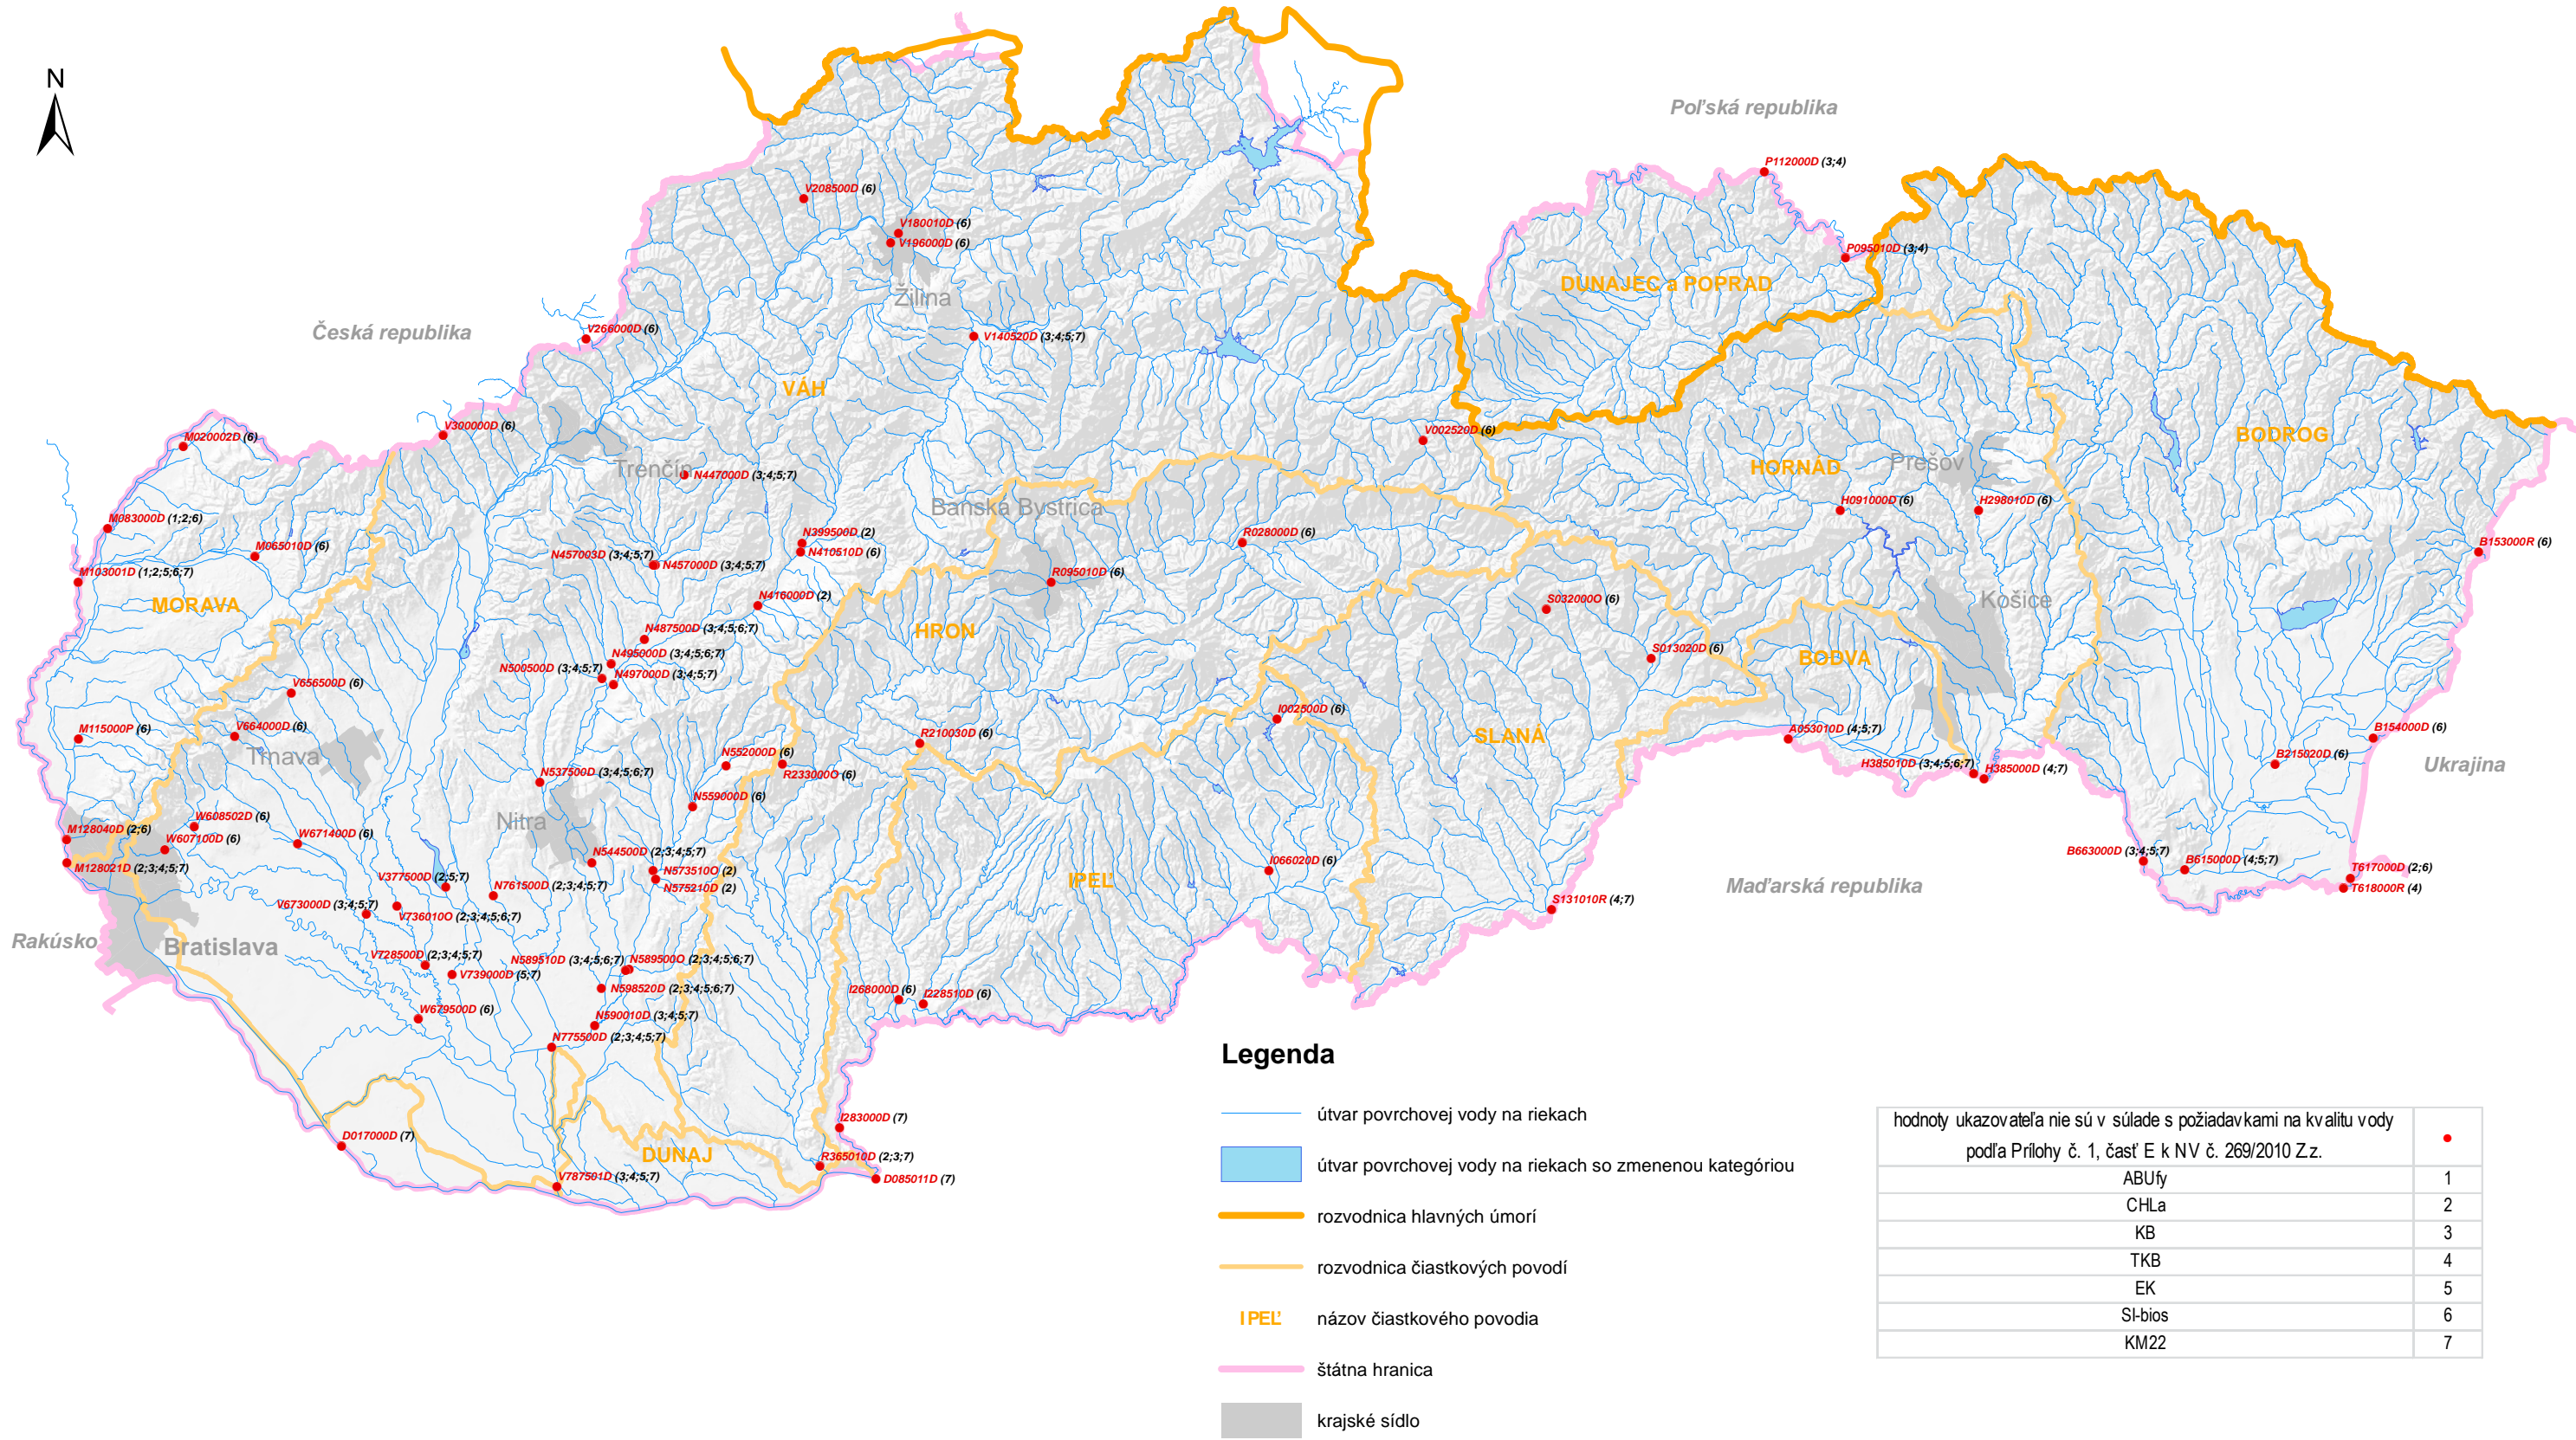 N
Poľská republika
P112000D (3;4)
V208500D (6)
V180010D (6)
V196000D (6)
P095010D (3;4)
DUNAJEC a POPRAD
Žilina
Česká republika
V266000D (6)
V140520D (3;4;5;7)
VÁH
V300000D (6)
M020002D (6)
V002520D (6)
BODROG
Trenčín
N447000D (3;4;5;7)
HORNÁD
Prešov
Banská Bystrica
H091000D (6)
H298010D (6)
M083000D (1;2;6)
M065010D (6)
N399500D (2)
N410510D (6)
N457003D (3;4;5;7)
N457000D (3;4;5;7)
R028000D (6)
B153000R (6)
M103001D (1;2;5;6;7)
R095010D (6)
MORAVA
N416000D (2)
S032000O (6)
Košice
HRON
N487500D (3;4;5;6;7)
N495000D (3;4;5;6;7)
N500500D (3;4;5;7)
N497000D (3;4;5;7)
S013020D (6)
BODVA
V656500D (6)
I002500D (6)
M115000P (6)
V664000D (6)
Trnava
R210030D (6)
SLANÁ
A053010D (4;5;7)
B154000D (6)
N552000D (6)
R233000O (6)
B215020D (6)
Ukrajina
N537500D (3;4;5;6;7)
H385010D (3;4;5;6;7)
H385000D (4;7)
N559000D (6)
Nitra
W608502D (6)
M128040D (2;6)
W607100D (6)
W671400D (6)
M128021D (2;3;4;5;7)
N544500D (2;3;4;5;7)
B663000D (3;4;5;7)
B615000D (4;5;7)
T617000D (2;6)
T618000R (4)
V377500D (2;5;7)
N761500D (2;3;4;5;7)
N573510O (2)
N575210D (2)
I066020D (6)
IPEĽ
Maďarská republika
V673000D (3;4;5;7)
V736010O (2;3;4;5;6;7)
S131010R (4;7)
Rakúsko
Bratislava
V728500D (2;3;4;5;7)
V739000D (5;7)
N589510D (3;4;5;6;7)
N589500O (2;3;4;5;6;7)
N598520D (2;3;4;5;6;7)
I268000D (6)
I228510D (6)
W679500D (6)
N590010D (3;4;5;7)
N775500D (2;3;4;5;7)
I283000D (7)
D017000D (7)
DUNAJ
R365010D (2;3;7)
V787501D (3;4;5;7)
D085011D (7)
Legenda
útvar povrchovej vody na riekach
útvar povrchovej vody na riekach so zmenenou kategóriou
rozvodnica hlavných úmorí
rozvodnica čiastkových povodí
IPEĽ názov čiastkového povodia
štátna hranica
krajské sídlo
hodnoty ukazovateľa nie sú v súlade s požiadavkami na kvalitu vody
podľa Prílohy č. 1, časť E k NV č. 269/2010 Z.z.
ABUfy 1
CHLa 2
KB 3
TKB 4
EK 5
SI-bios 6
KM22 7